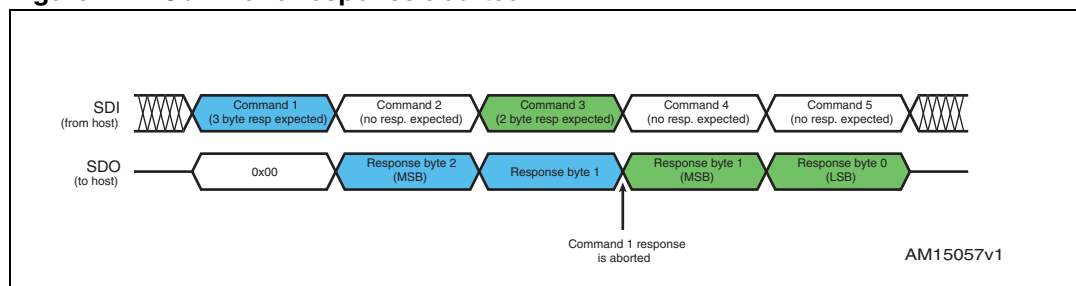 SDI
(from host)
Command 1
(3 byte resp expected)
Command 2
(no resp. expected)
Command 3
(2 byte resp expected)
Command 4
(no resp. expected)
Command 5
(no resp. expected)
SDO
(to host)
0x00
Response byte 2
(MSB)
Response byte 1
Response byte 1
(MSB)
Response byte 0
(LSB)
Command 1 response
is aborted
AM15057v1